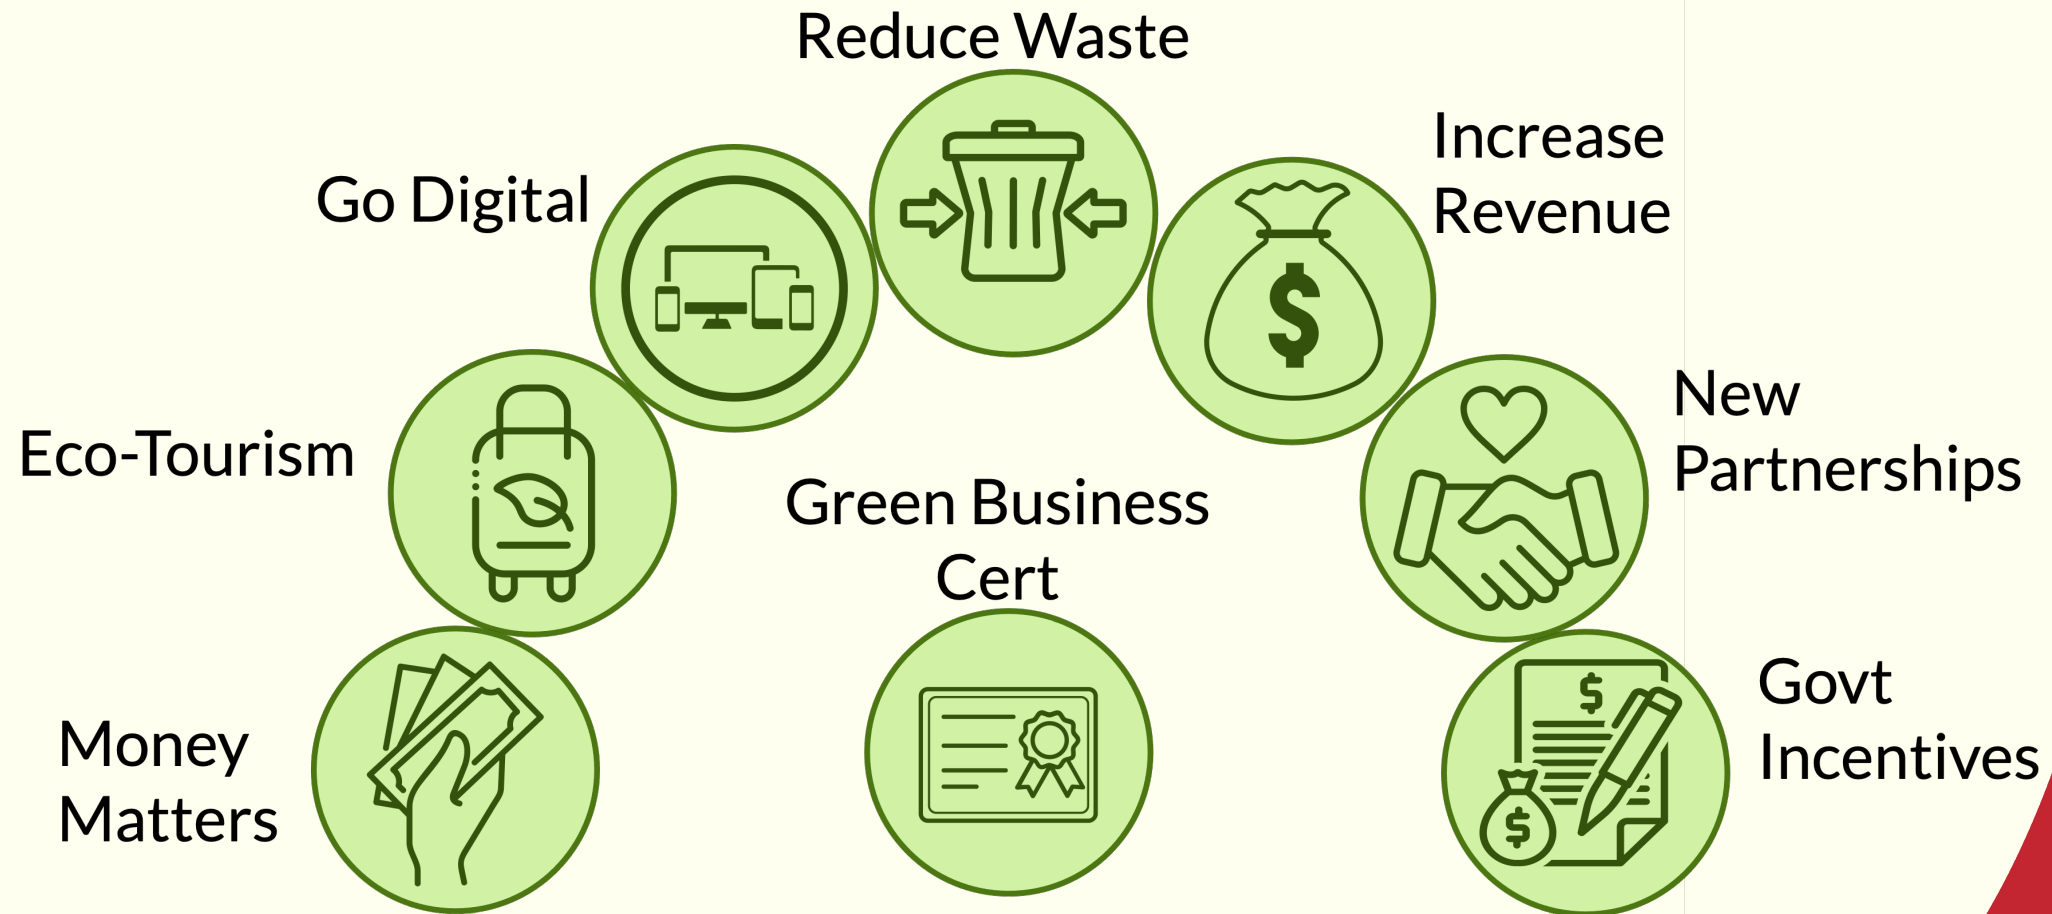 Reduce Waste
Increase
Revenue
Go Digital
New
Partnerships
Eco-Tourism
Green Business
Cert
Govt
Incentives
Money
Matters
$
$
$